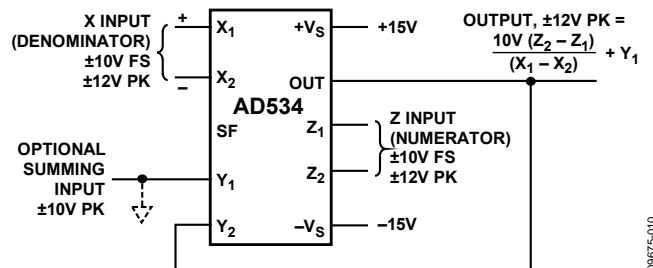 X INPUT
(DENOMINATOR)
±10V FS
±12V PK
+
–
OPTIONAL
SUMMING
INPUT
±10V PK
X1
X2
SF
Y1
Y2
AD534
+VS
OUT
Z1
Z2
–VS
+15V
Z INPUT
(NUMERATOR)
±10V FS
±12V PK
–15V
OUTPUT, ±12V PK =
10V (Z2 – Z1)
(X1 – X2)
+ Y1
09675-010